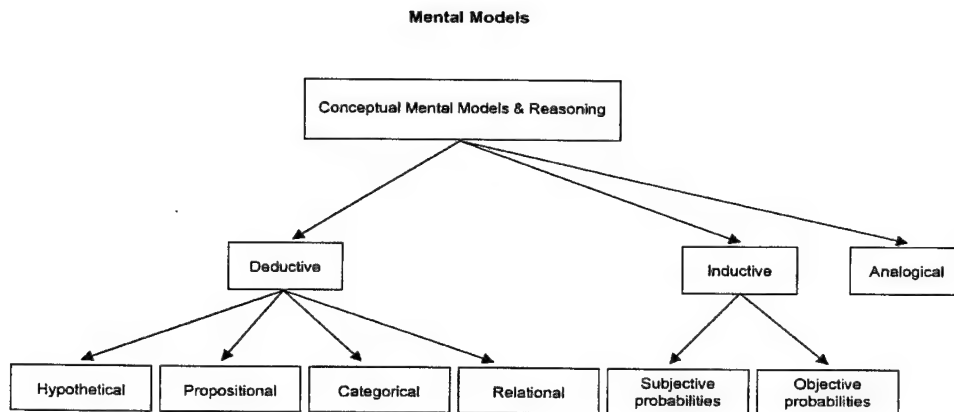 Mental Models
Conceptual Mental Models & Reasoning
Deductive
Inductive
Analogical
Hypothetical
Propositional
Categorical
Relational
Subjective
probabilities
Objective
probabilities